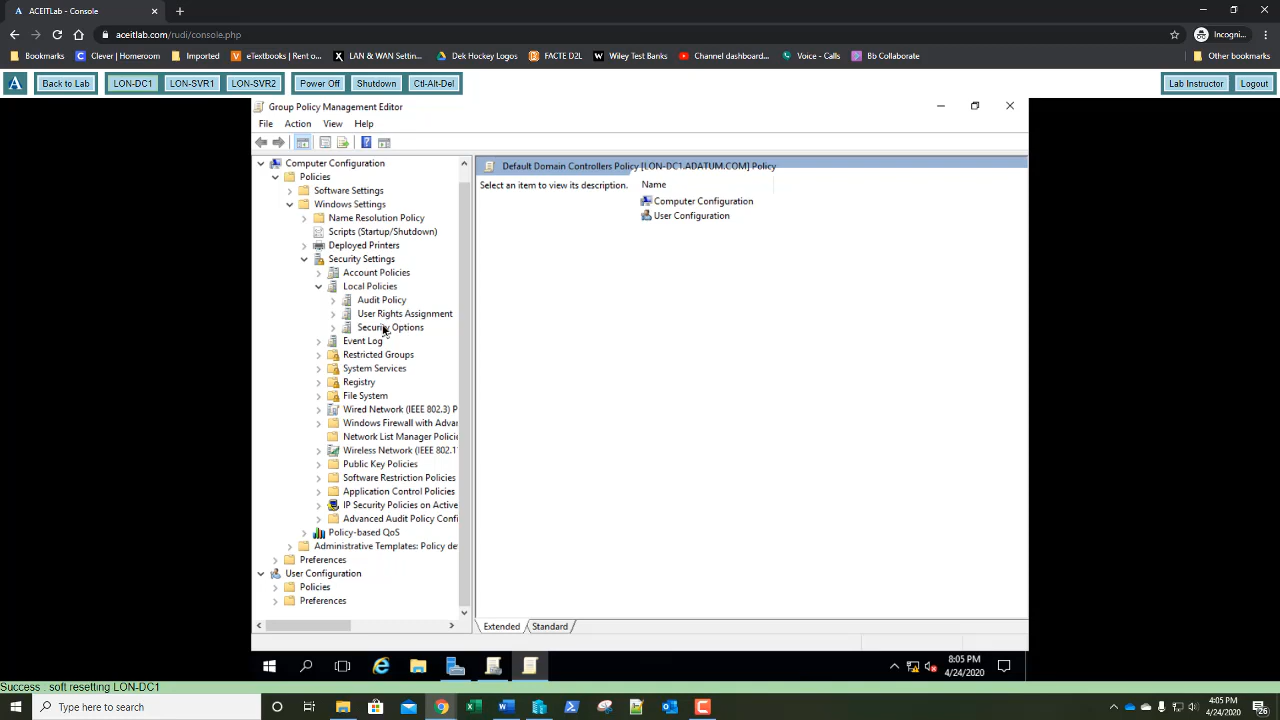 ACEITLab - Console
aceitlab.com/rudi/console.php
Incogni...
Bookmarks
Clever | Homeroom
Imported
eTextbooks | Rent o...
LAN & WAN Settin...
Dek Hockey Logos
FACTE D2L
Wiley Test Banks
Channel dashboard...
Voice - Calls
Bb Collaborate
Other bookmarks
A
Back to Lab
LON-DC1
LON-SVR1
LON-SVR2
Power Off
Shutdown
Ctl-Alt-Del
Lab Instructor
Logout
Group Policy Management Editor
File Action View Help
Computer Configuration
Policies
Software Settings
Windows Settings
Name Resolution Policy
Scripts (Startup/Shutdown)
Deployed Printers
Security Settings
Account Policies
Local Policies
Audit Policy
User Rights Assignment
Security Options
Event Log
Restricted Groups
System Services
Registry
File System
Wired Network (IEEE 802.3) P
Windows Firewall with Advan
Network List Manager Policie
Wireless Network (IEEE 802.1
Public Key Policies
Software Restriction Policies
Application Control Policies
IP Security Policies on Active
Advanced Audit Policy Confi
Policy-based QoS
Administrative Templates: Policy de
Preferences
User Configuration
Policies
Preferences
Default Domain Controllers Policy [LON-DC1.ADATUM.COM] Policy
Select an item to view its description.
Name
Computer Configuration
User Configuration
Extended
Standard
8:05 PM
4/24/2020
Success . soft resetting LON-DC1
Type here to search
4:05 PM
4/24/2020
26